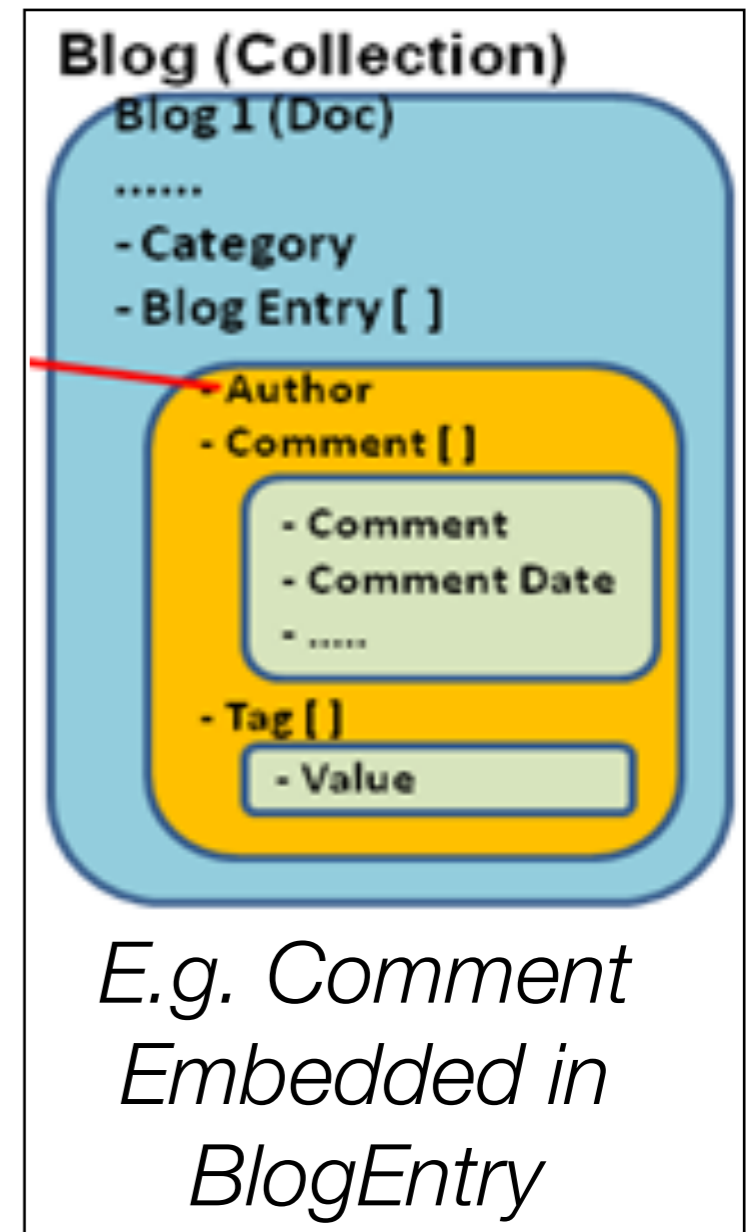 Blog (Collection)
Blog 1 (Doc)
......
- Category
- Blog Entry [ ]
- Author
- Comment [ ]
- Comment
- Comment Date
- .....
- Tag [ ]
- Value
E.g. Comment
Embedded in
BlogEntry